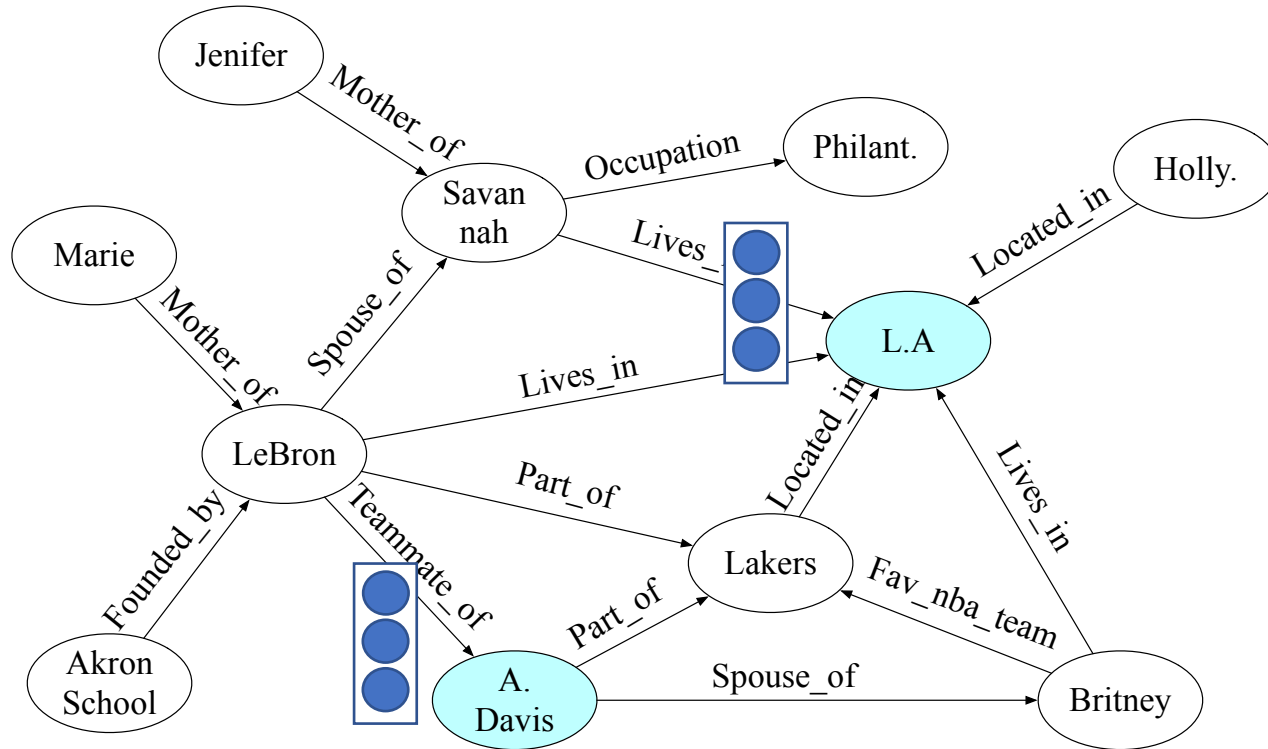 Jenifer
Mother_of
Savan
nah
Occupation
Philant.
Holly.
Located_in
Marie
Mother_of
Spouse_of
Lives_
L.A
Lives_in
LeBron
Located_in
Part_of
Lives_in
Teammate_of
Founded_by
Lakers
Fav_nba_team
Part_of
Akron
School
A.
Davis
Spouse_of
Britney